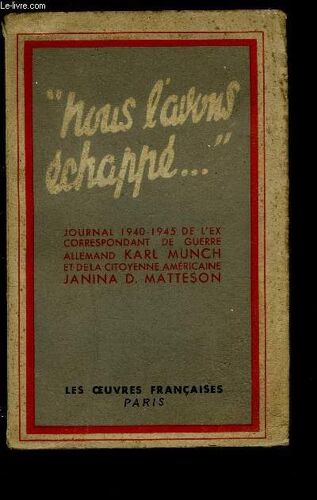 Le-livre.com
"nous l'avons
échappé..."
JOURNAL 1940-1945 DE L'EX
CORRESPONDANT DE GUERRE
ALLEMAND KARL MUNCH
ET DE LA CITOYENNE AMÉRICAINE
JANINA D. MATTESON
LES ŒUVRES FRANÇAISES
PARIS